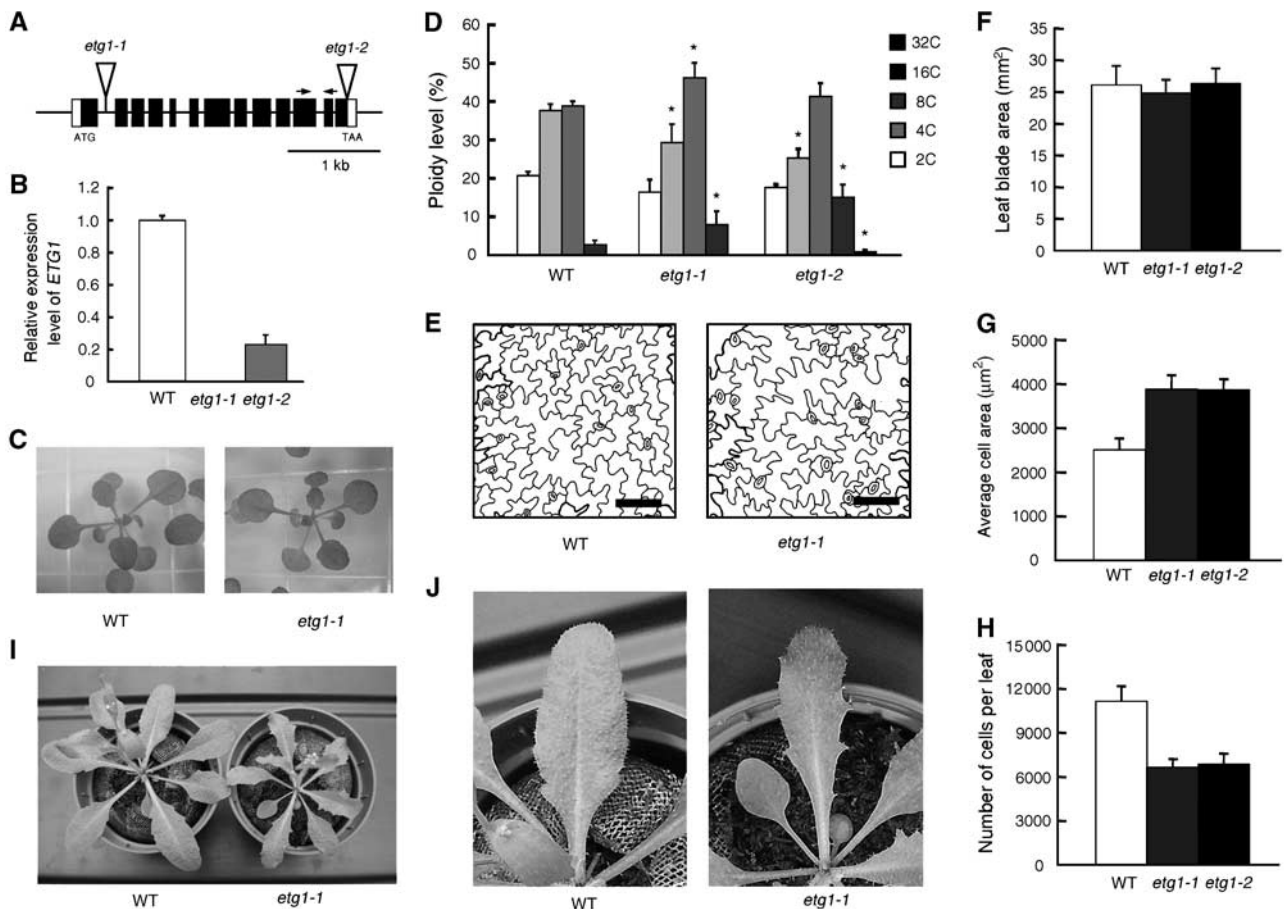 A
etg1-1
etg1-2
ATG
TAA
1 kb
B
Relative expression
level of ETG1
1.2
1.0
0.8
0.6
0.4
0.2
0
WT
etg1-1
etg1-2
C
WT
etg1-1
D
Ploidy level (%)
60
50
40
30
20
10
0
*
*
*
*
*
*
WT
etg1-1
etg1-2
32C
16C
8C
4C
2C
E
WT
etg1-1
F
Leaf blade area (mm²)
35
30
25
20
15
10
5
0
WT
etg1-1
etg1-2
G
Average cell area (μm²)
5000
4000
3000
2000
1000
0
WT
etg1-1
etg1-2
H
Number of cells per leaf
15000
12000
9000
6000
3000
0
WT
etg1-1
etg1-2
I
WT
etg1-1
J
WT
etg1-1